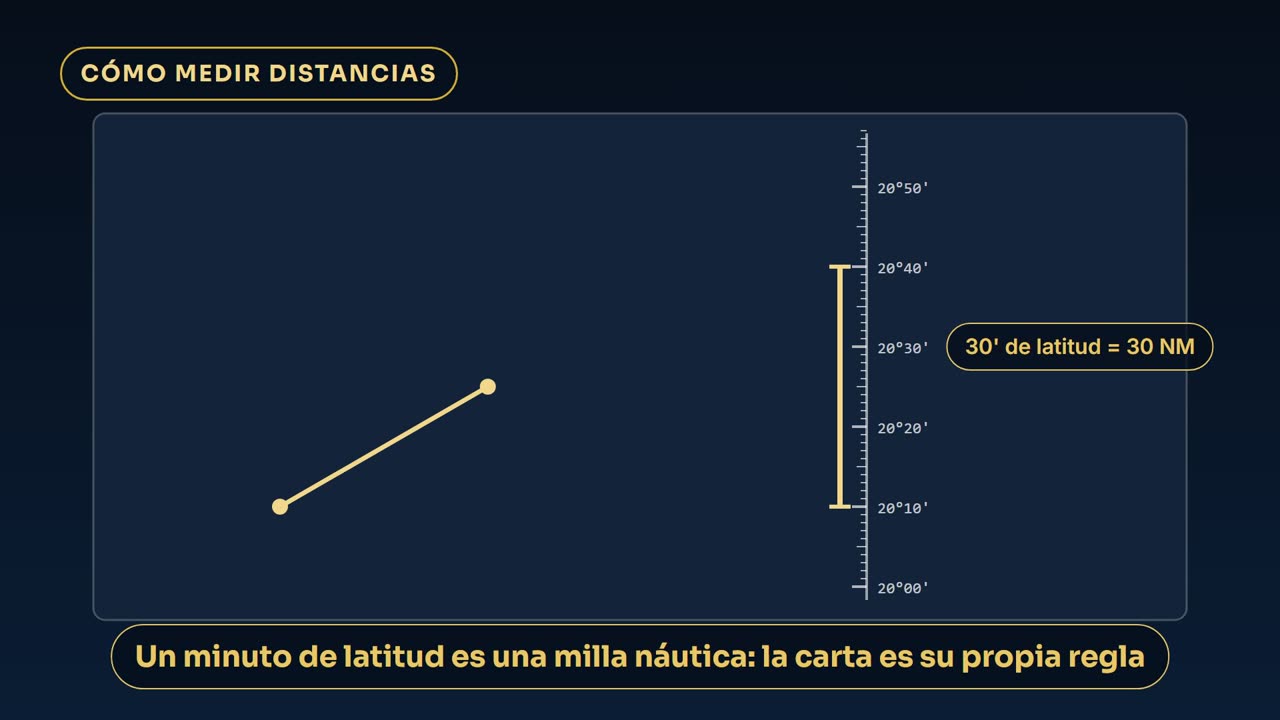 CÓMO MEDIR DISTANCIAS
20°50'
20°40'
20°30'
30' de latitud = 30 NM
20°20'
20°10'
20°00'
Un minuto de latitud es una milla náutica: la carta es su propia regla